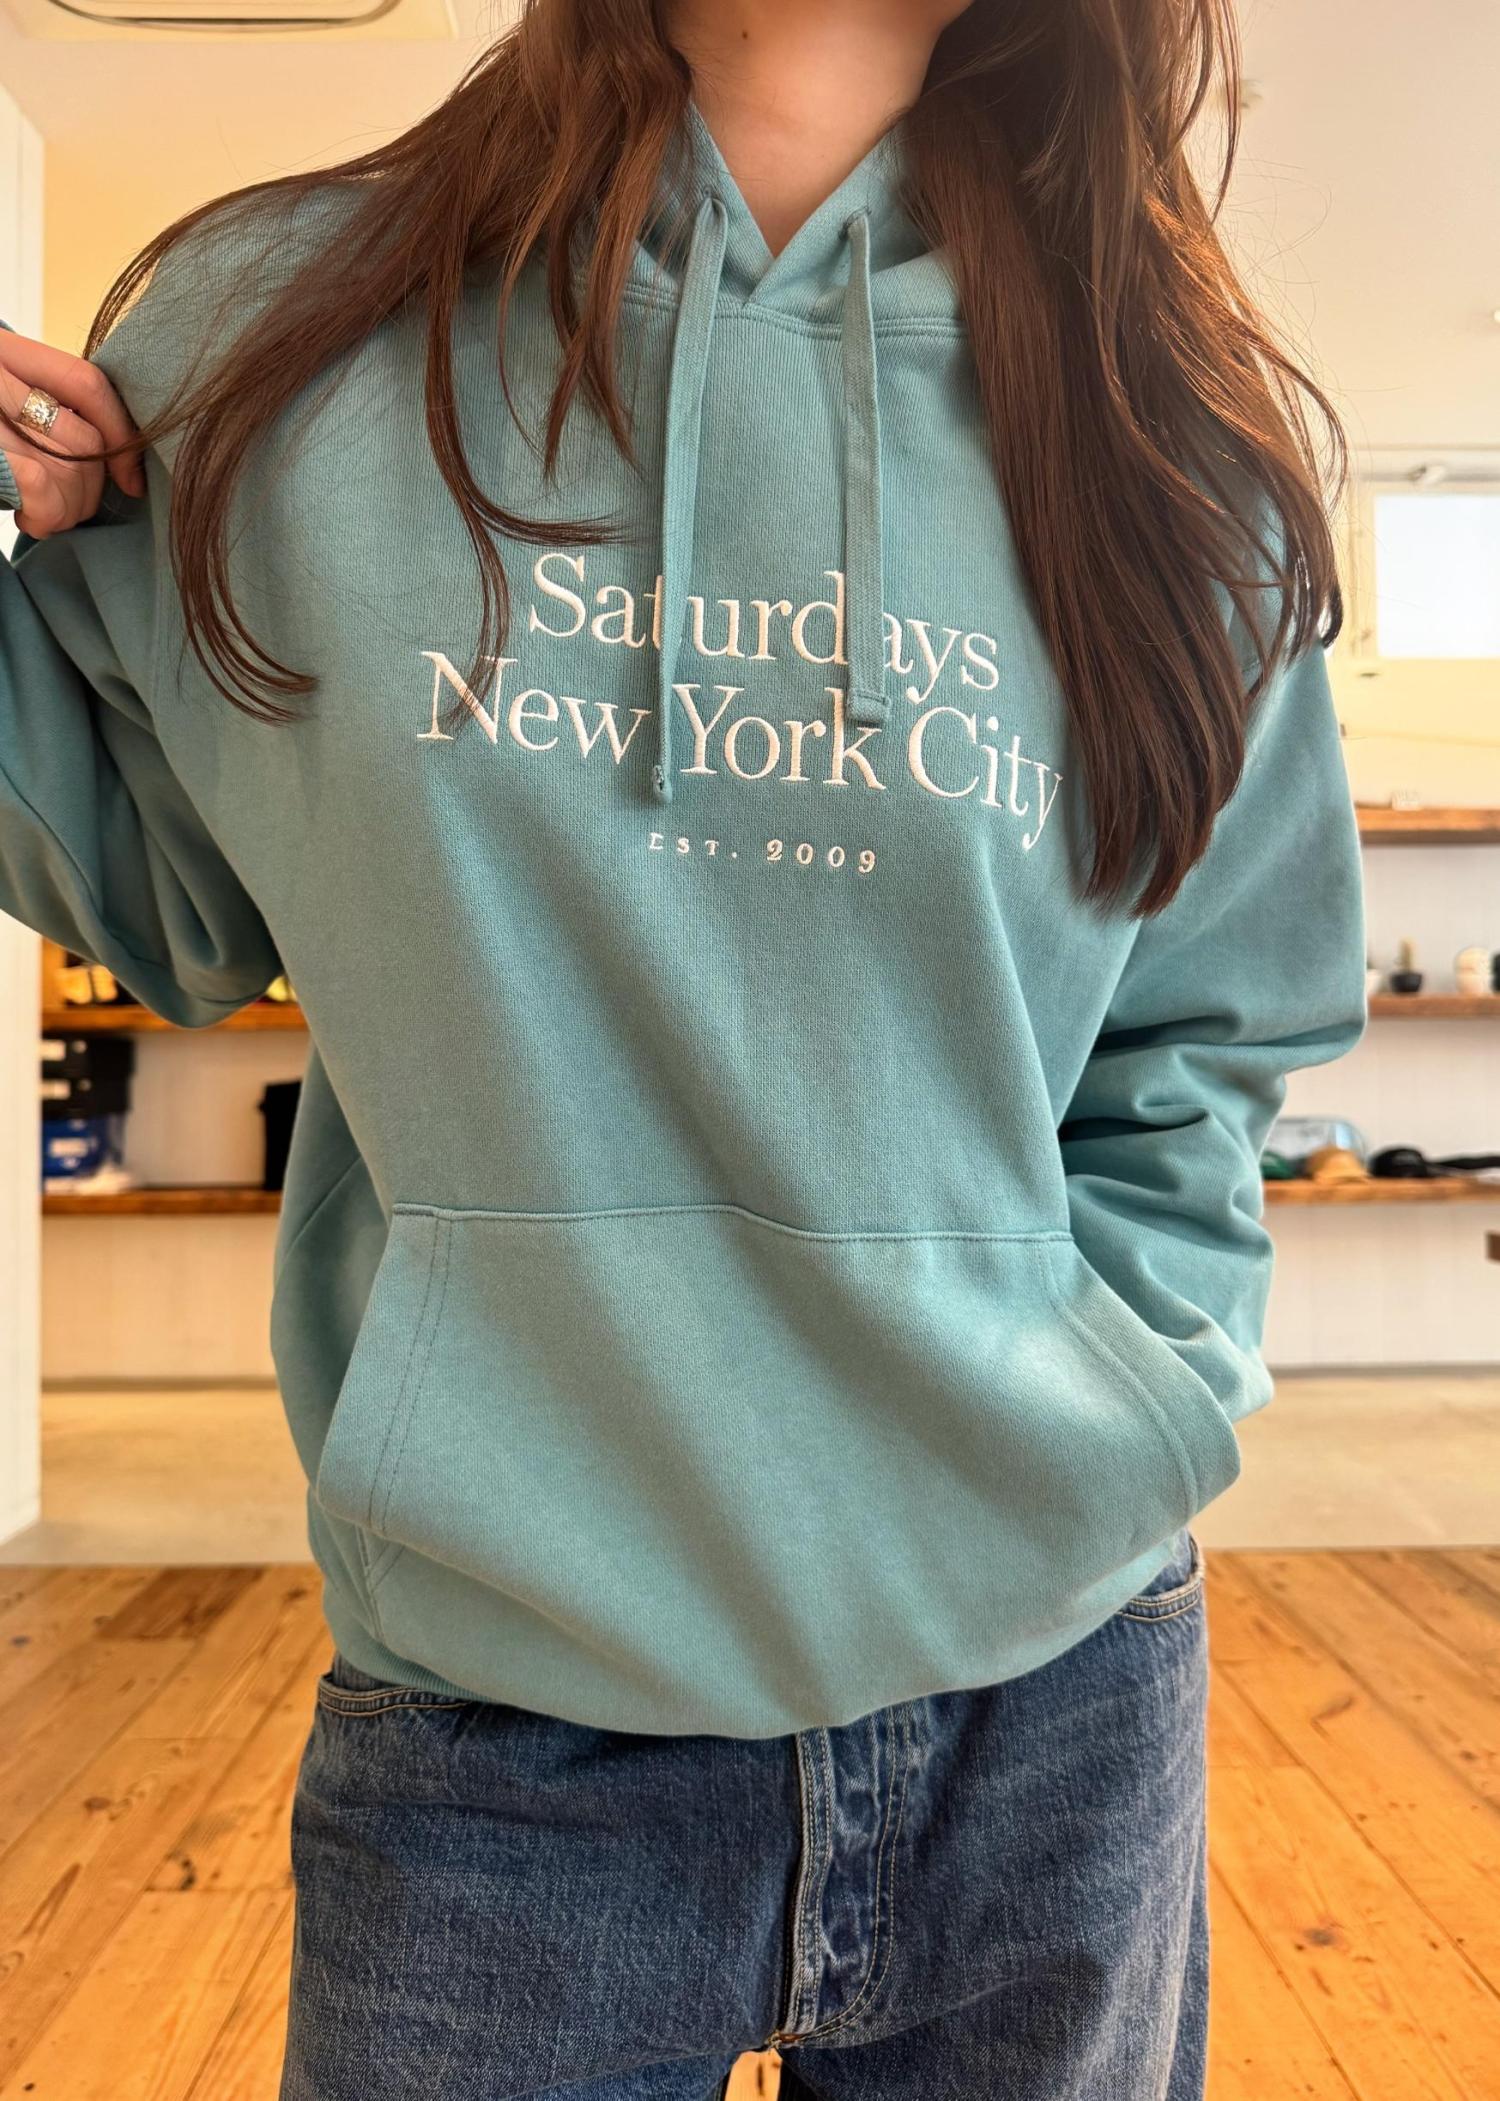 Saturdays
New York City
EST. 2009